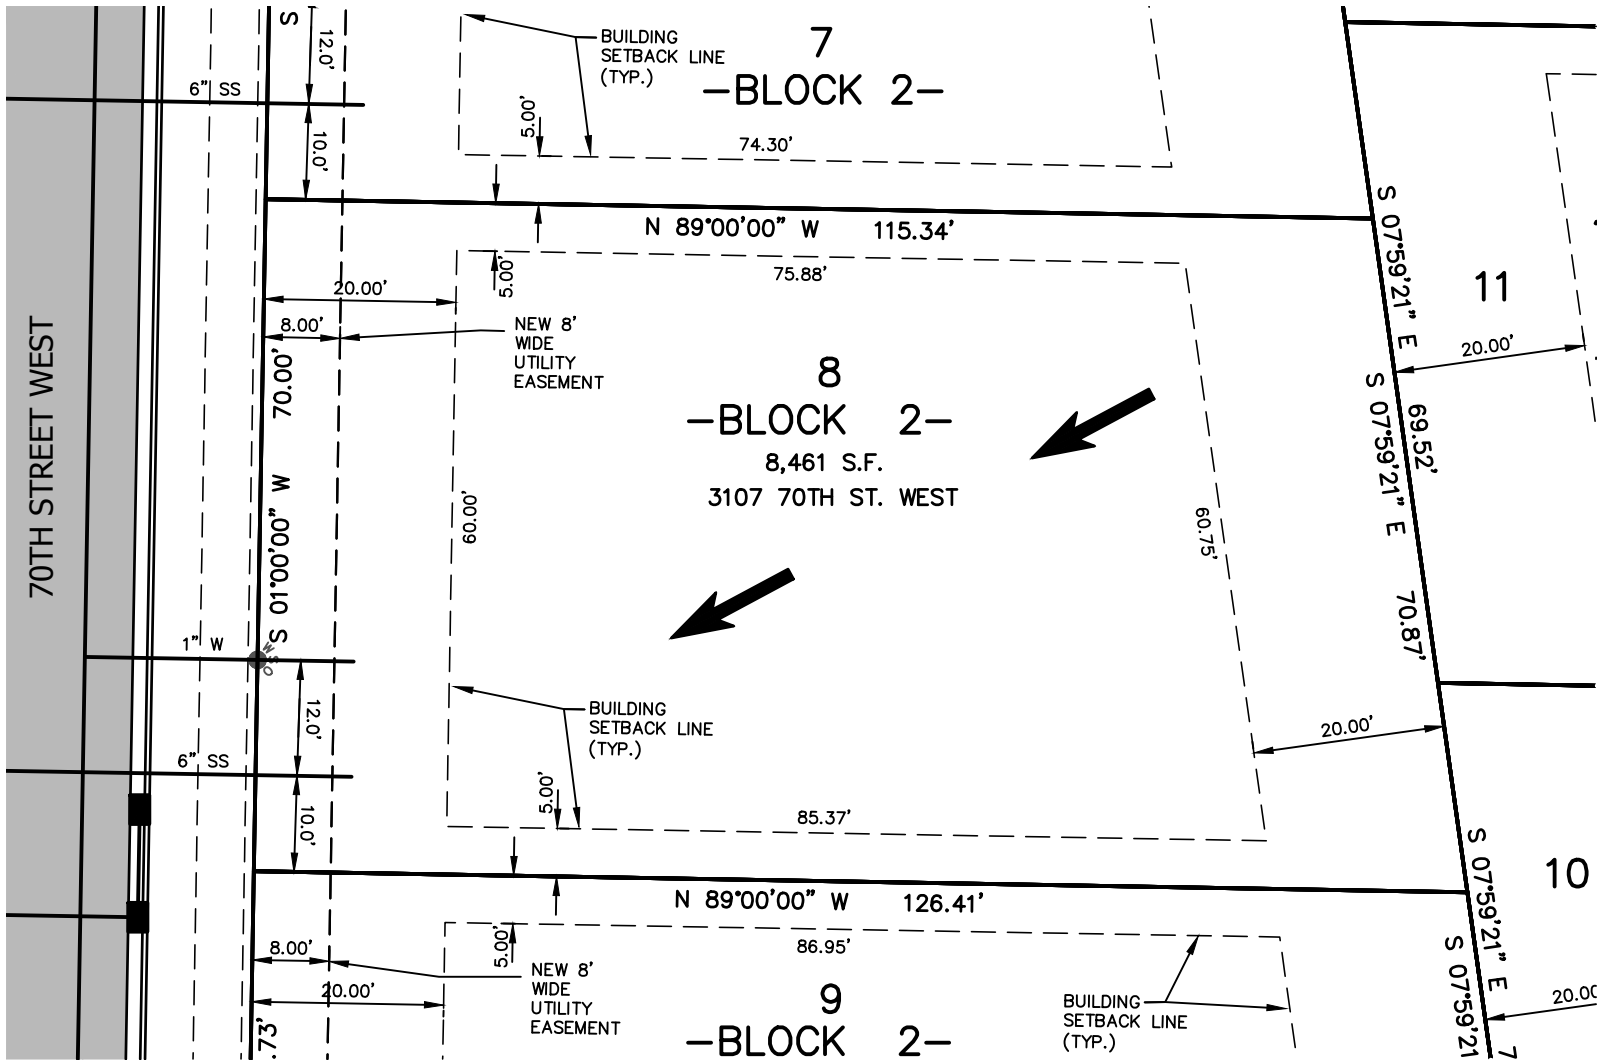 S
12.0'
BUILDING
SETBACK LINE
(TYP.)
7
-BLOCK 2-
6" SS
10.0'
5.00'
74.30'
N 89°00'00" W 115.34'
S 07°59'21" E
69.52'
75.88'
5.00'
20.00'
11
8.00'
NEW 8'
WIDE
UTILITY
EASEMENT
20.00'
70TH STREET WEST
S 01°00'00" W 70.00'
8
-BLOCK 2-
8,461 S.F.
3107 70TH ST. WEST
S 07°59'21" E 70.87'
60.00'
60.75'
1" W
WSO
12.0'
BUILDING
SETBACK LINE
(TYP.)
20.00'
6" SS
10.0'
5.00'
85.37'
N 89°00'00" W 126.41'
10
S 07°59'21" E
7
S 07°59'21
5.00'
86.95'
8.00'
NEW 8'
WIDE
UTILITY
EASEMENT
20.00'
9
-BLOCK 2-
BUILDING
SETBACK LINE
(TYP.)
20.00
.73'